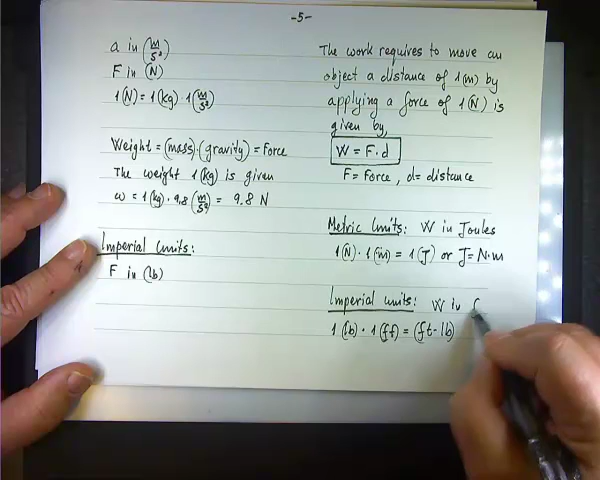 -5-
a in (m/s²)
F in (N)
1(N) = 1(kg) · 1(m/s²)
Weight = (mass)·(gravity) = Force
The weight 1(kg) is given
ω = 1(kg) · 9.8 (m/s²) = 9.8 N
Imperial Units:
F in (lb)
The work requires to move an
object a distance of 1(m) by
applying a force of 1(N) is
given by,
W = F·d
F = Force, d = distance
Metric Units: W in Joules
1(N) · 1(m) = 1(J) or J = N·m
Imperial units: W in f
1(lb) · 1(ft) = (ft-lb)